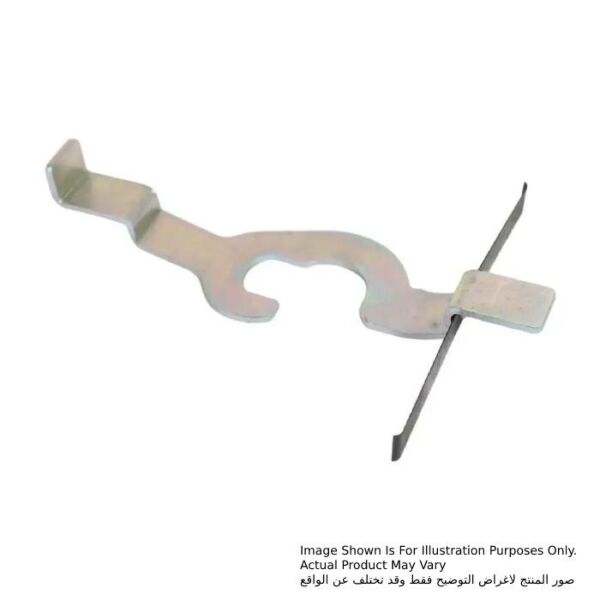 Image Shown Is For Illustration Purposes Only.
Actual Product May Vary
صور المنتج لاغراض التوضيح فقط وقد تختلف عن الواقع